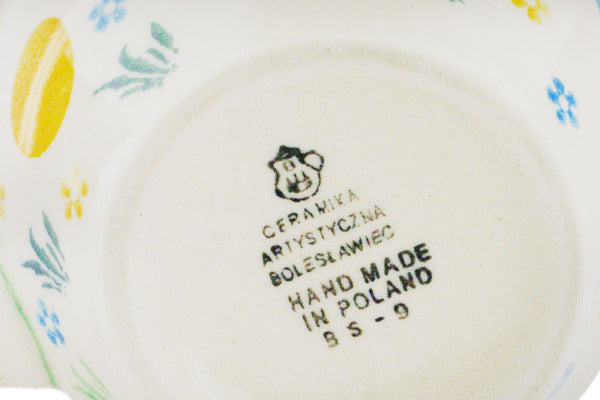 CERAMIKA
ARTYSTYCZNA
BOLESŁAWIEC
HAND MADE
IN POLAND
BS-9